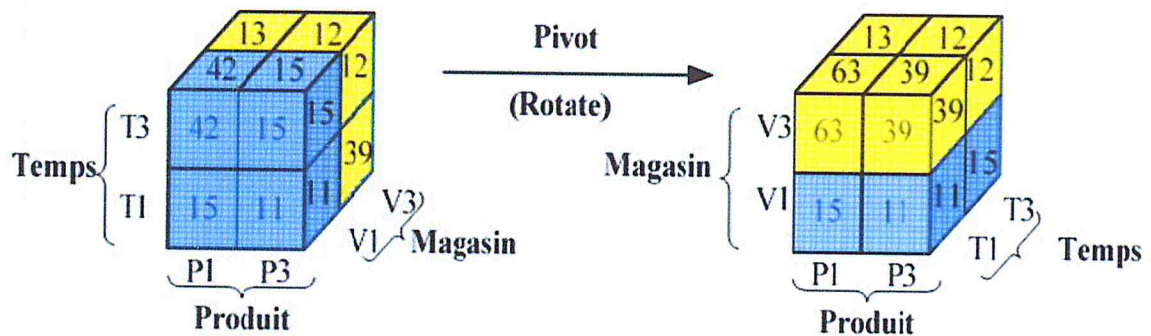 13 12
42 15 12
T3 42 15 15
Temps 39
T1 15 11 11
V3
V1 Magasin
P1 P3
Produit
Pivot
(Rotate)
13 12
63 39 12
V3 63 39 39
Magasin 15
V1 15 11 11
T3
T1 Temps
P1 P3
Produit